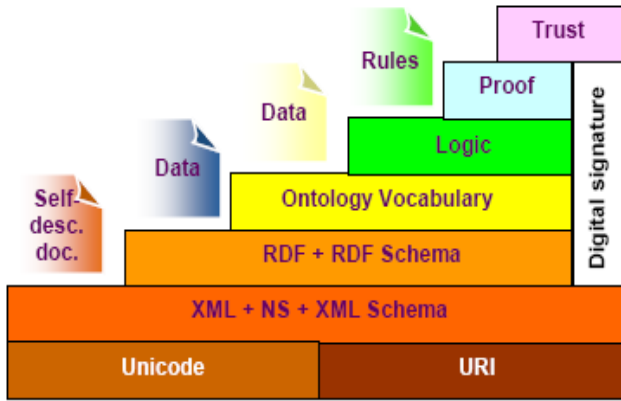 Trust
Rules
Proof
Data
Logic
Data
Self-
desc.
doc.
Ontology Vocabulary
Digital signature
RDF + RDF Schema
XML + NS + XML Schema
Unicode
URI